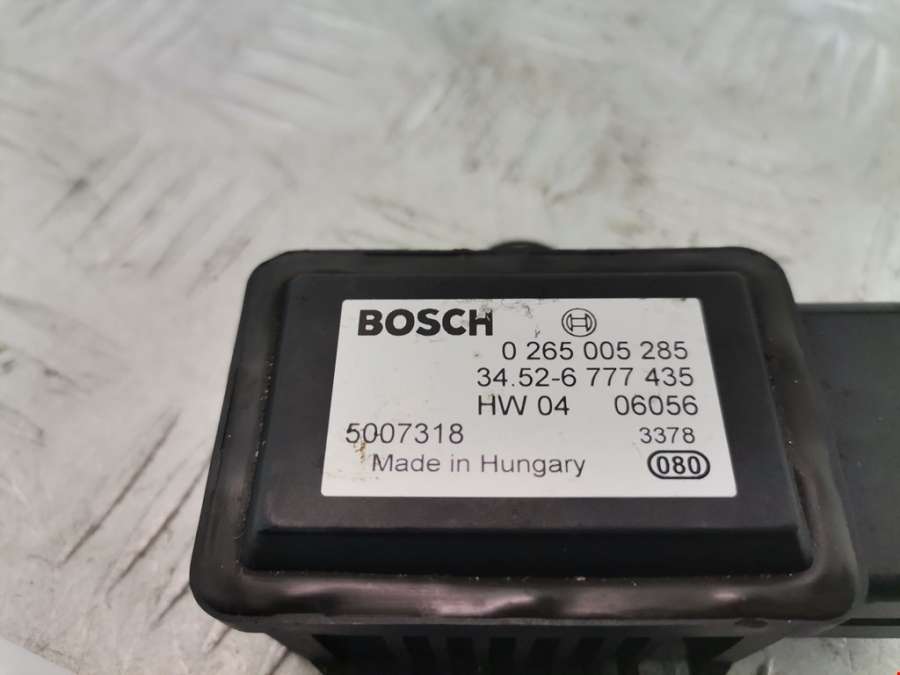 BOSCH
0 265 005 285
34.52-6 777 435
HW 04 06056
5007318 3378
Made in Hungary 080